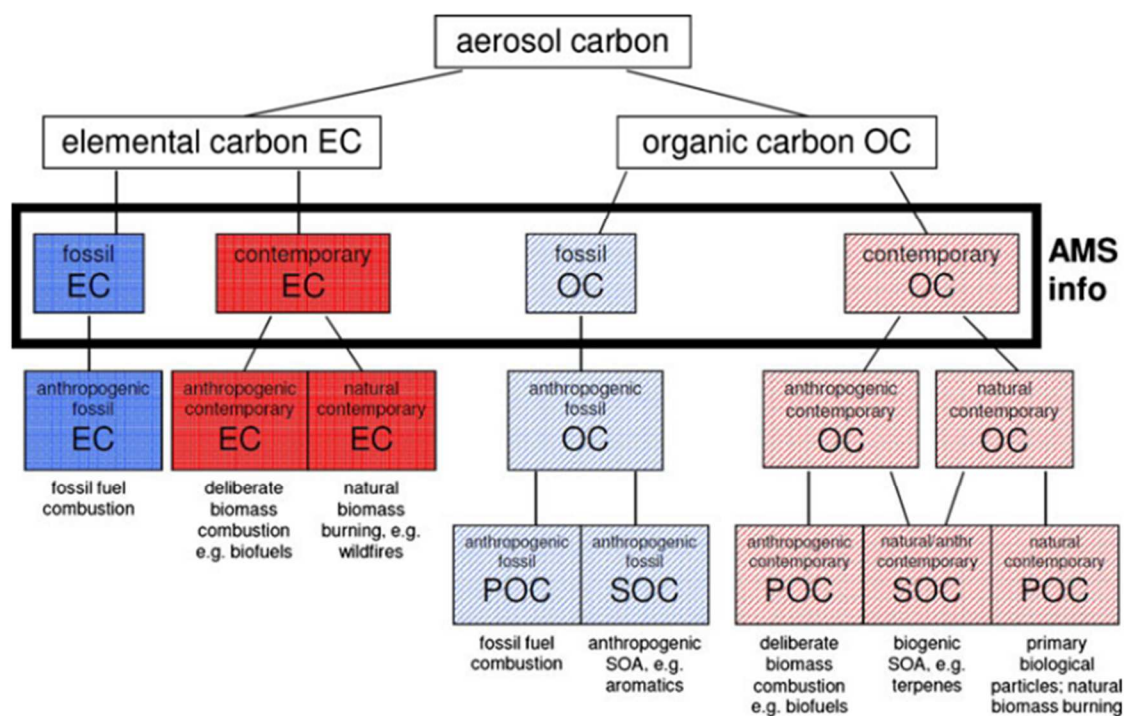 aerosol carbon
elemental carbon EC
organic carbon OC
fossil
EC
contemporary
EC
fossil
OC
contemporary
OC
AMS
info
anthropogenic
fossil
EC
anthropogenic
contemporary
EC
natural
contemporary
EC
anthropogenic
fossil
OC
anthropogenic
contemporary
OC
natural
contemporary
OC
fossil fuel
combustion
deliberate
biomass
combustion
e.g. biofuels
natural
biomass
burning, e.g.
wildfires
anthropogenic
fossil
POC
anthropogenic
fossil
SOC
anthropogenic
contemporary
POC
natural/anthr
contemporary
SOC
natural
contemporary
POC
fossil fuel
combustion
anthropogenic
SOA, e.g.
aromatics
deliberate
biomass
combustion
e.g. biofuels
biogenic
SOA, e.g.
terpenes
primary
biological
particles; natural
biomass burning